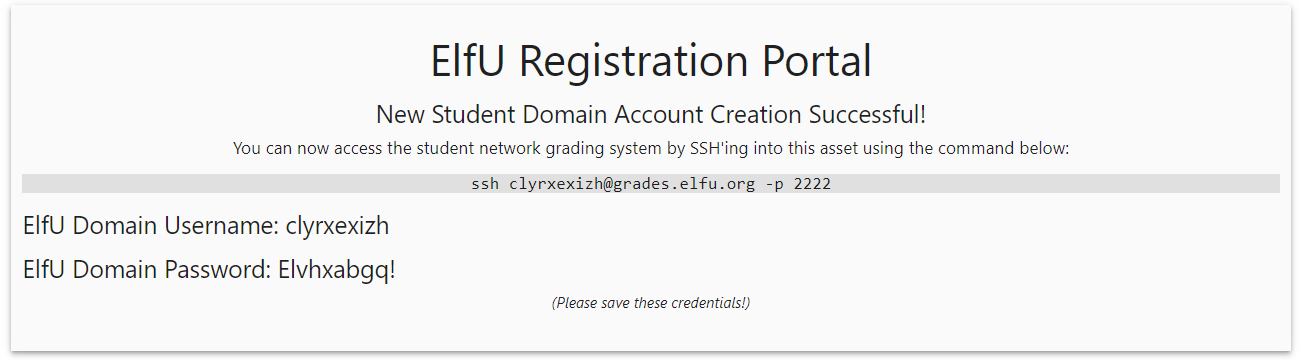 ElfU Registration Portal
New Student Domain Account Creation Successful!
You can now access the student network grading system by SSH'ing into this asset using the command below:
ssh clyrxexizh@grades.elfu.org -p 2222
ElfU Domain Username: clyrxexizh
ElfU Domain Password: Elvhxabgq!
(Please save these credentials!)